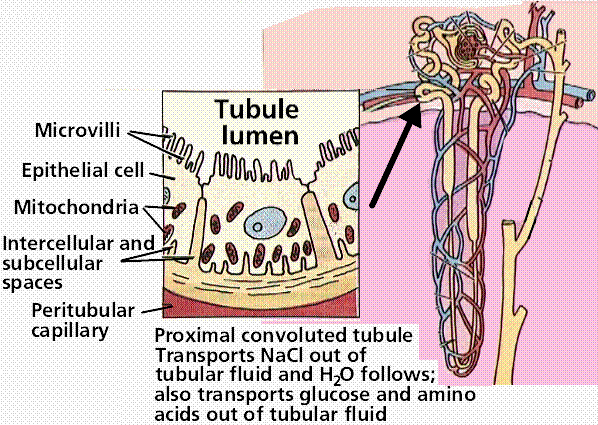 Tubule
lumen
Microvilli
Epithelial cell
Mitochondria
Intercellular and
subcellular
spaces
Peritubular
capillary
Proximal convoluted tubule
Transports NaCl out of
tubular fluid and H₂O follows;
also transports glucose and amino
acids out of tubular fluid